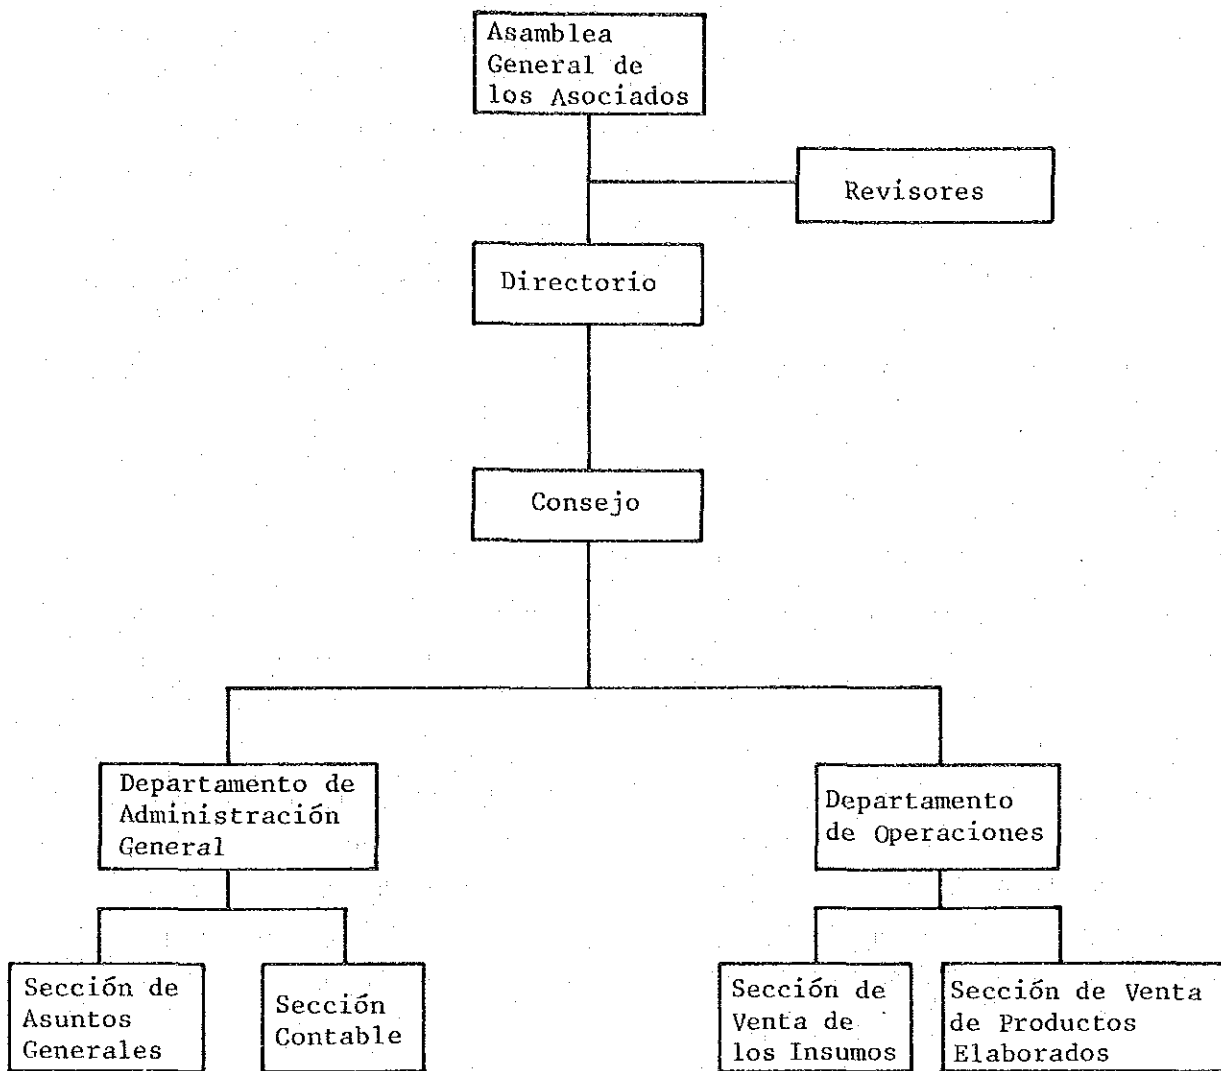 Asamblea
General de
los Asociados
Revisores
Directorio
Consejo
Departamento de
Administración
General
Departamento
de Operaciones
Sección de
Asuntos
Generales
Sección
Contable
Sección de
Venta de
los Insumos
Sección de Venta
de Productos
Elaborados